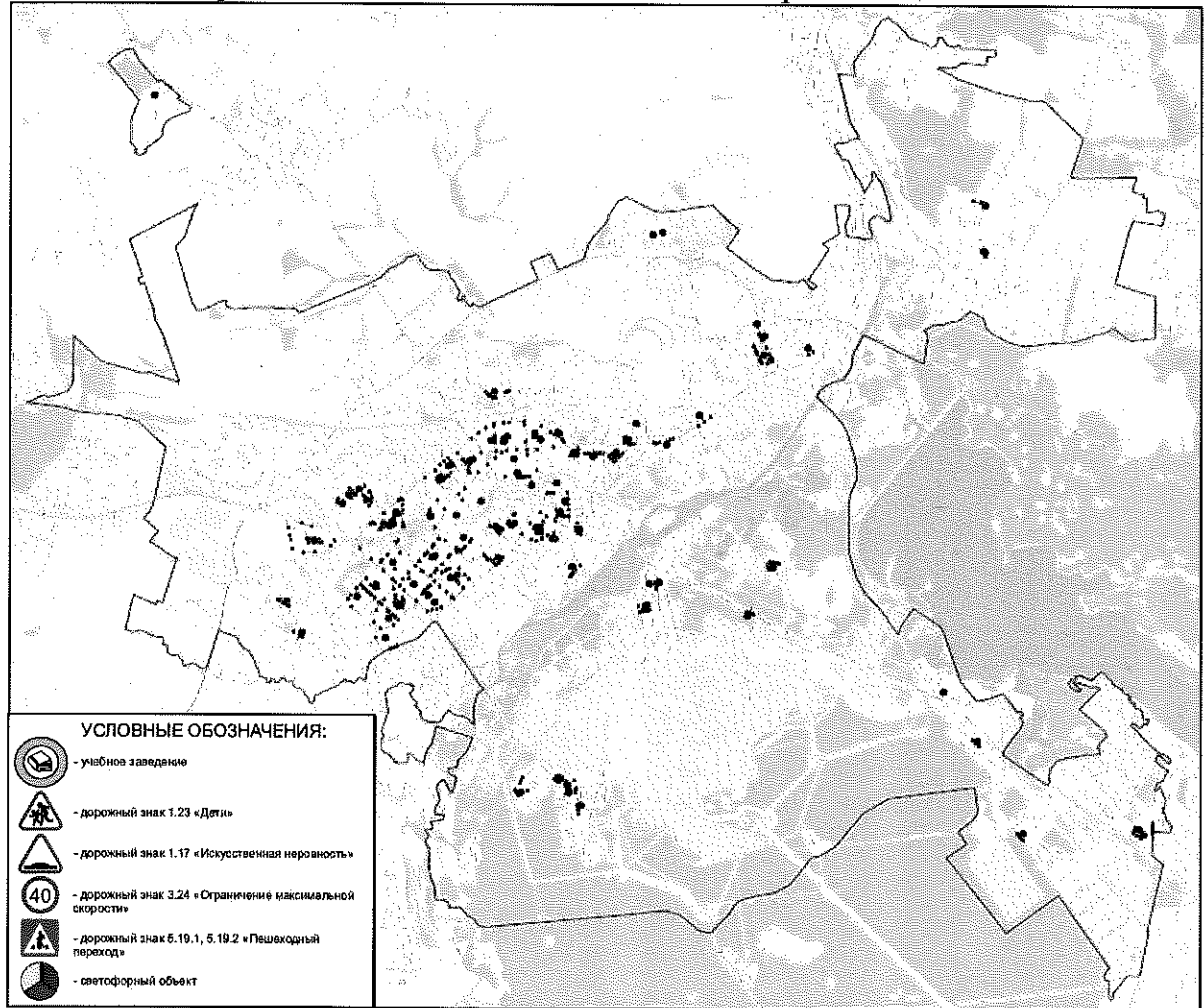 УСЛОВНЫЕ ОБОЗНАЧЕНИЯ:
- учебное заведение
- дорожный знак 1.23 «Дети»
- дорожный знак 1.17 «Искусственная неровность»
40
- дорожный знак 3.24 «Ограничение максимальной
скорости»
- дорожный знак 5.19.1, 5.19.2 «Пешеходный
переход»
- светофорный объект